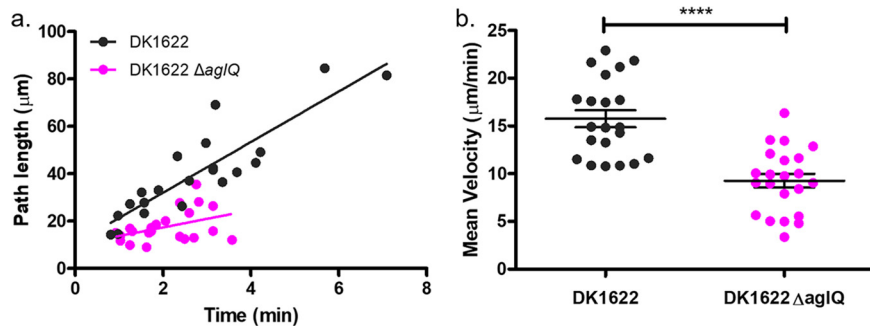 a.
DK1622
DK1622 ΔaglQ
Path length (μm)
100
80
60
40
20
0
0 2 4 6 8
Time (min)
b.
****
Mean Velocity (μm/min)
25
20
15
10
5
0
DK1622 DK1622 ΔaglQ